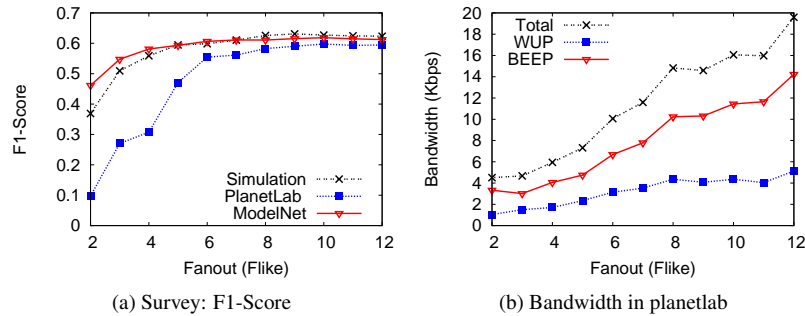 0.7
0.6
0.5
0.4
0.3
0.2
0.1
0
F1-Score
Simulation
PlanetLab
ModelNet
2 4 6 8 10 12
Fanout (Flike)
(a) Survey: F1-Score
20
18
16
14
12
10
8
6
4
2
0
Bandwidth (Kbps)
Total
WUP
BEEP
2 4 6 8 10 12
Fanout (Flike)
(b) Bandwidth in planetlab